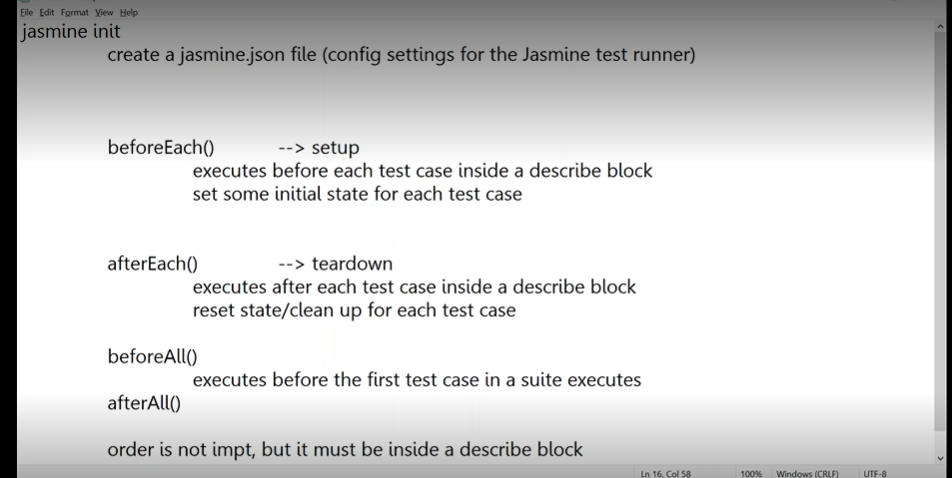 File Edit Format View Help
jasmine init
create a jasmine.json file (config settings for the Jasmine test runner)
beforeEach() --> setup
executes before each test case inside a describe block
set some initial state for each test case
afterEach() --> teardown
executes after each test case inside a describe block
reset state/clean up for each test case
beforeAll()
executes before the first test case in a suite executes
afterAll()
order is not impt, but it must be inside a describe block
Ln 16, Col 58 100% Windows (CRLF) UTF-8